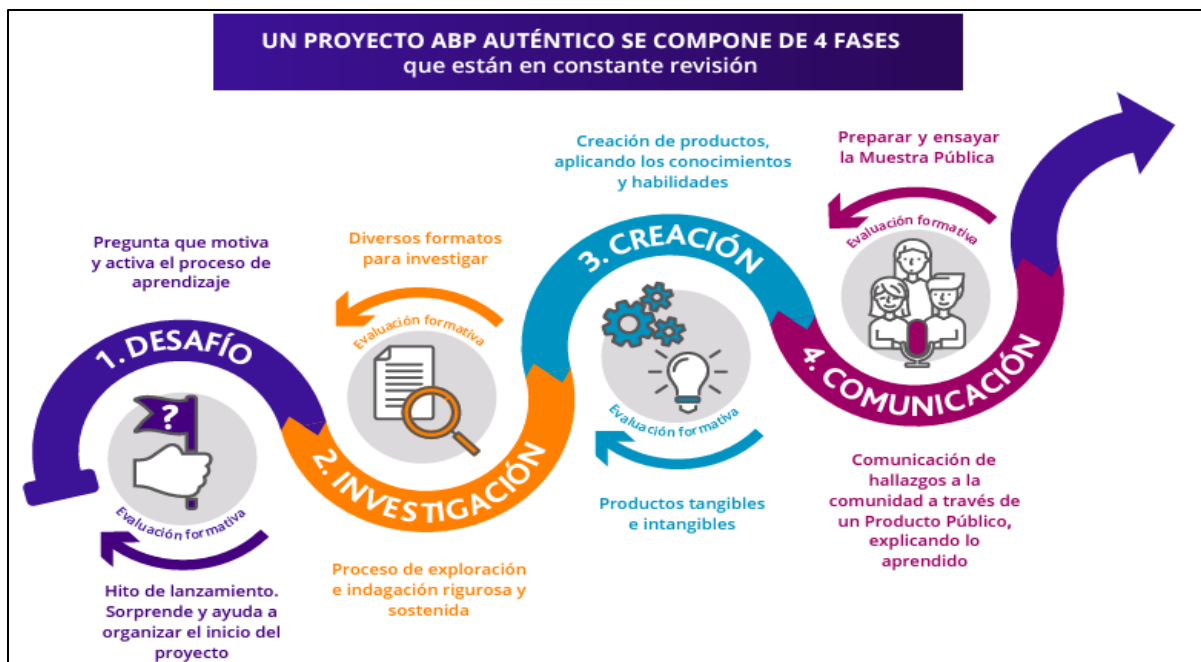 UN PROYECTO ABP AUTÉNTICO SE COMPONE DE 4 FASES
que están en constante revisión
Pregunta que motiva
y activa el proceso de
aprendizaje
1. DESAFÍO
?
Evaluación formativa
Hito de lanzamiento.
Sorprende y ayuda a
organizar el inicio del
proyecto
Diversos formatos
para investigar
Evaluación formativa
2. INVESTIGACIÓN
Proceso de exploración
e indagación rigurosa y
sostenida
Creación de productos,
aplicando los conocimientos
y habilidades
3. CREACIÓN
Evaluación formativa
Productos tangibles
e intangibles
Preparar y ensayar
la Muestra Pública
Evaluación formativa
4. COMUNICACIÓN
Comunicación de
hallazgos a la
comunidad a través de
un Producto Público,
explicando lo
aprendido